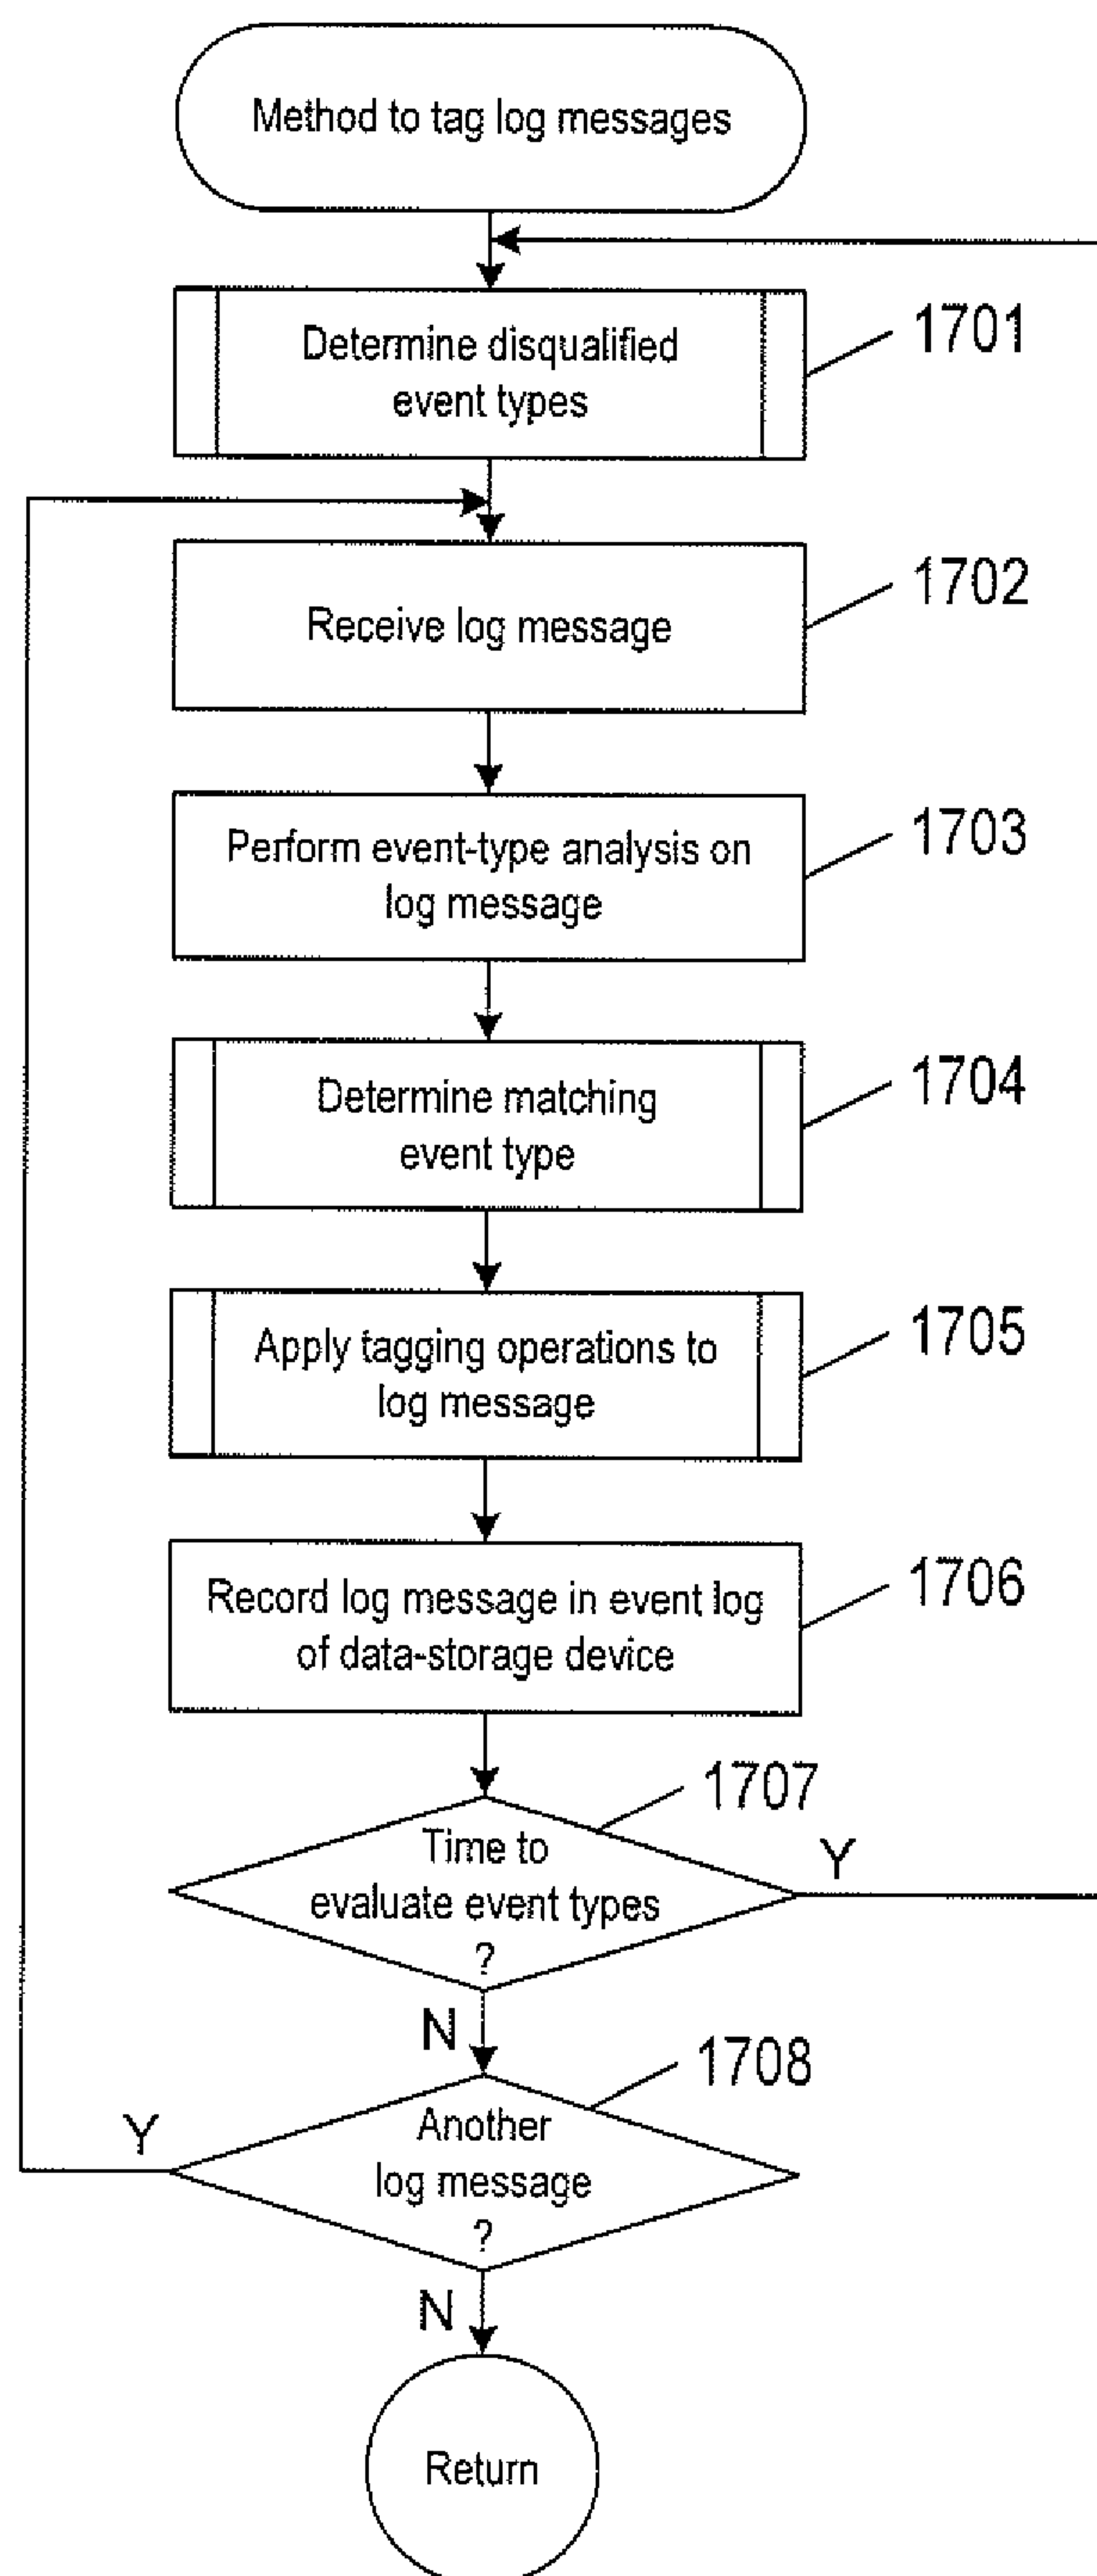 Method to tag log messages
Determine disqualified
event types
1701
Receive log message
1702
Perform event-type analysis on
log message
1703
Determine matching
event type
1704
Apply tagging operations to
log message
1705
Record log message in event log
of data-storage device
1706
1707
Time to
evaluate event types
?
Y
N
1708
Another
log message
?
Y
N
Return